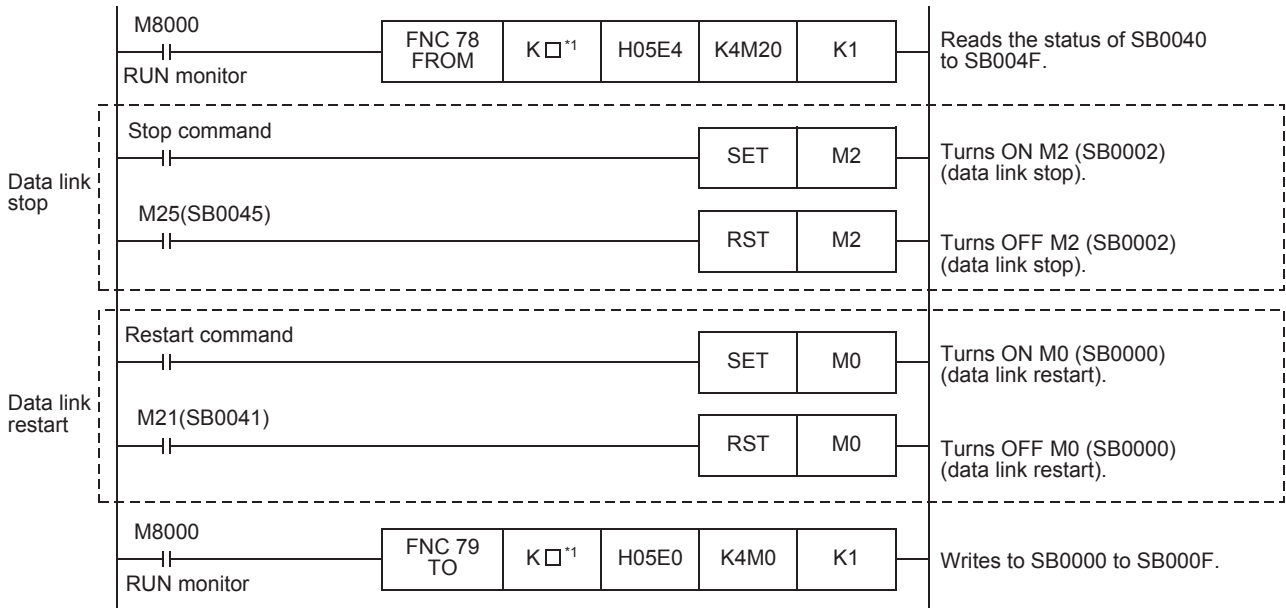 M8000
RUN monitor
FNC 78
FROM
K□*1
H05E4
K4M20
K1
Reads the status of SB0040
to SB004F.
Data link
stop
Stop command
SET
M2
Turns ON M2 (SB0002)
(data link stop).
M25(SB0045)
RST
M2
Turns OFF M2 (SB0002)
(data link stop).
Data link
restart
Restart command
SET
M0
Turns ON M0 (SB0000)
(data link restart).
M21(SB0041)
RST
M0
Turns OFF M0 (SB0000)
(data link restart).
M8000
RUN monitor
FNC 79
TO
K□*1
H05E0
K4M0
K1
Writes to SB0000 to SB000F.